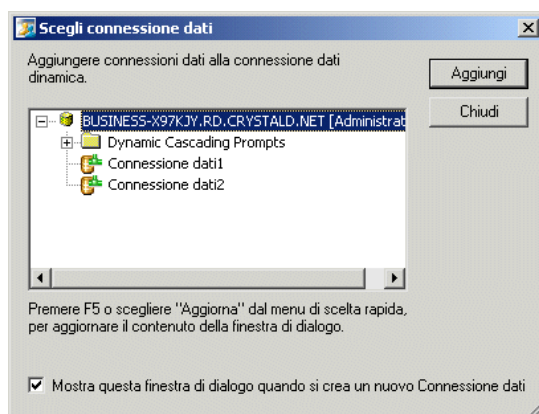 Scegli connessione dati
Aggiungere connessioni dati alla connessione dati
dinamica.
Aggiungi
Chiudi
BUSINESS-X97KJY.RD.CRYSTALD.NET [Administrat
Dynamic Cascading Prompts
Connessione dati1
Connessione dati2
Premere F5 o scegliere "Aggiorna" dal menu di scelta rapida,
per aggiornare il contenuto della finestra di dialogo.
Mostra questa finestra di dialogo quando si crea un nuovo Connessione dati